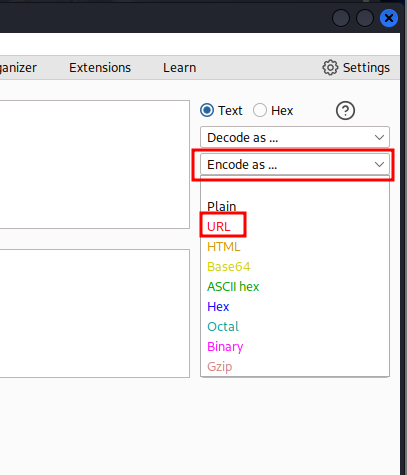 ganizer Extensions Learn Settings
Text Hex ?
Decode as ...
Encode as ...
Plain
URL
HTML
Base64
ASCII hex
Hex
Octal
Binary
Gzip